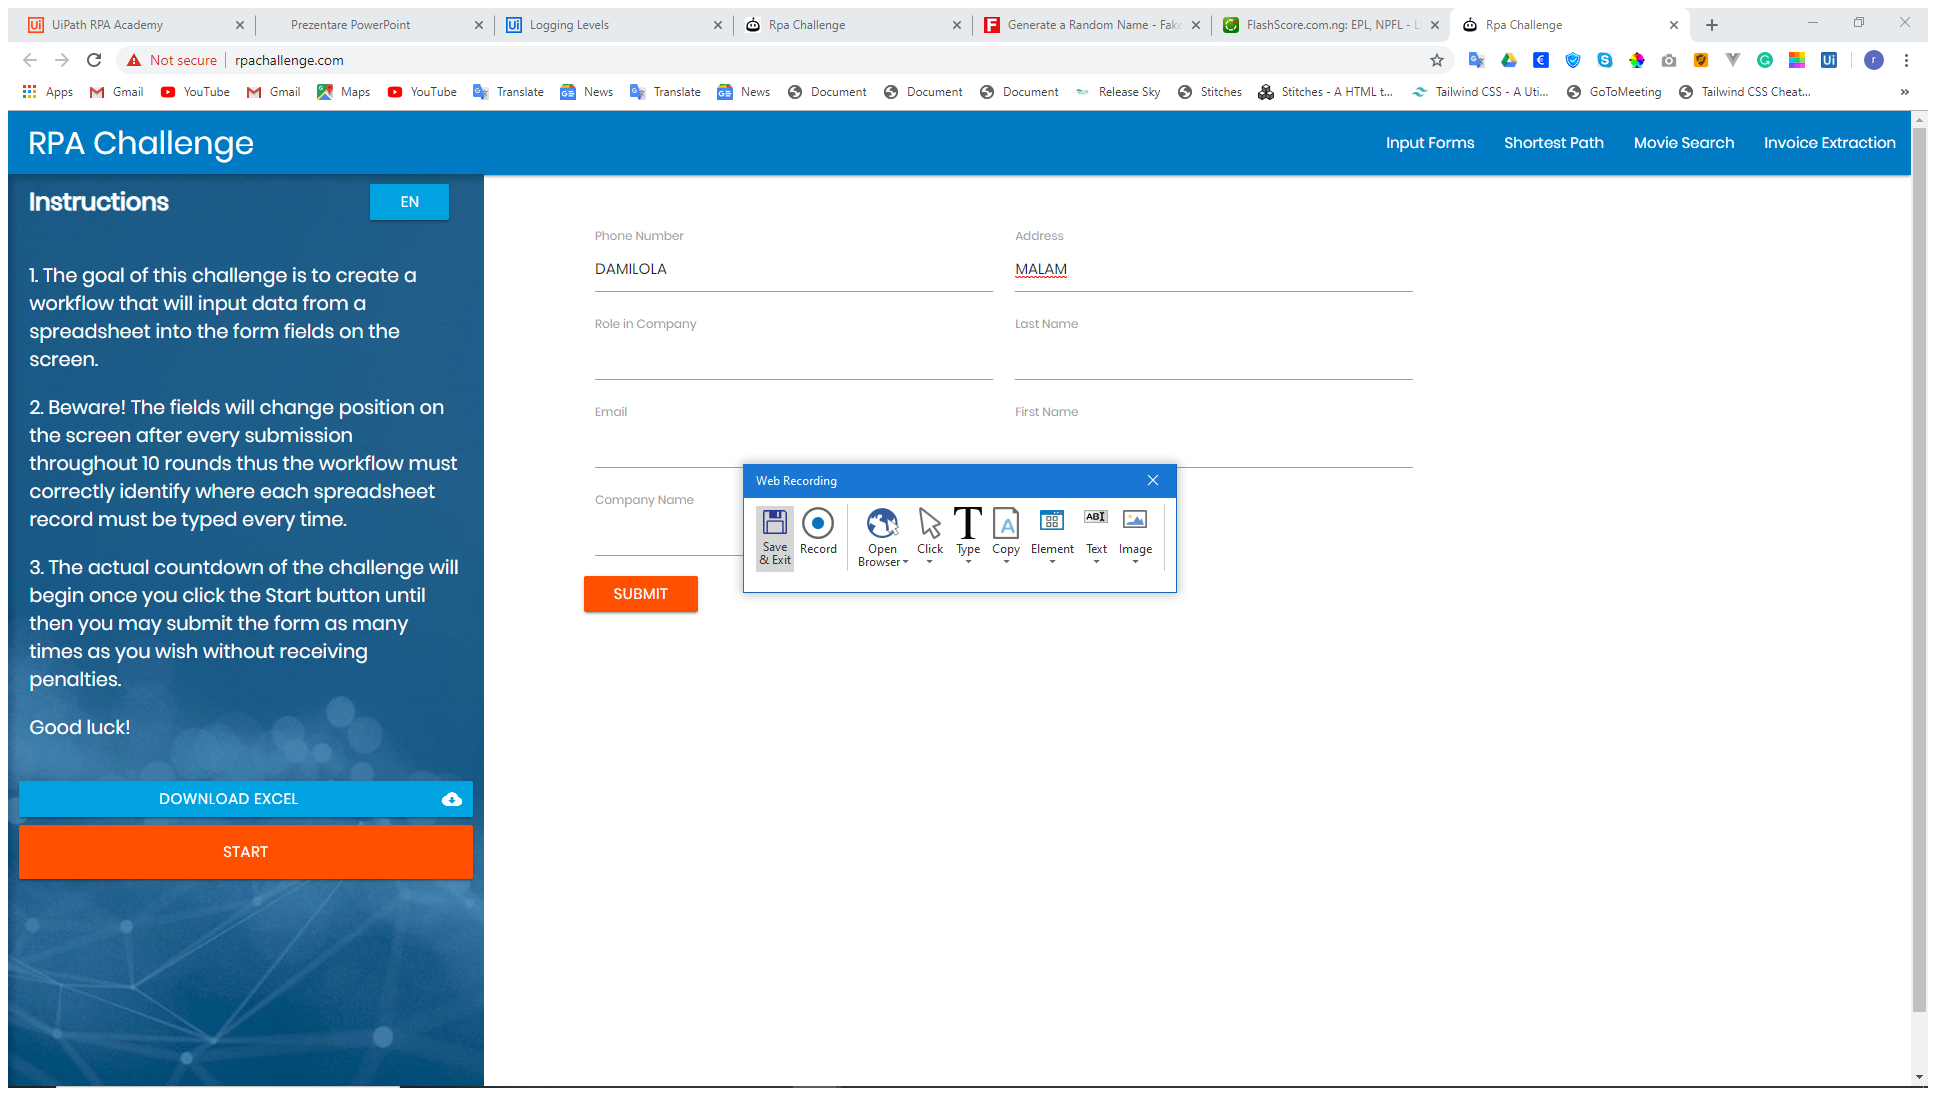 UiPath RPA Academy
Prezentare PowerPoint
Logging Levels
Rpa Challenge
Generate a Random Name - Fake
FlashScore.com.ng: EPL, NPFL - L
Rpa Challenge
Not secure
rpachallenge.com
Apps
Gmail
YouTube
Gmail
Maps
YouTube
Translate
News
Translate
News
Document
Document
Document
Release Sky
Stitches
Stitches - A HTML t...
Tailwind CSS - A Uti...
GoToMeeting
Tailwind CSS Cheat...
RPA Challenge
Input Forms
Shortest Path
Movie Search
Invoice Extraction
Instructions
EN
1. The goal of this challenge is to create a
workflow that will input data from a
spreadsheet into the form fields on the
screen.
2. Beware! The fields will change position on
the screen after every submission
throughout 10 rounds thus the workflow must
correctly identify where each spreadsheet
record must be typed every time.
3. The actual countdown of the challenge will
begin once you click the Start button until
then you may submit the form as many
times as you wish without receiving
penalties.
Good luck!
DOWNLOAD EXCEL
START
Phone Number
DAMILOLA
Address
MALAM
Role in Company
Last Name
Email
First Name
Company Name
SUBMIT
Web Recording
Save
& Exit
Record
Open
Browser
Click
Type
Copy
Element
Text
Image